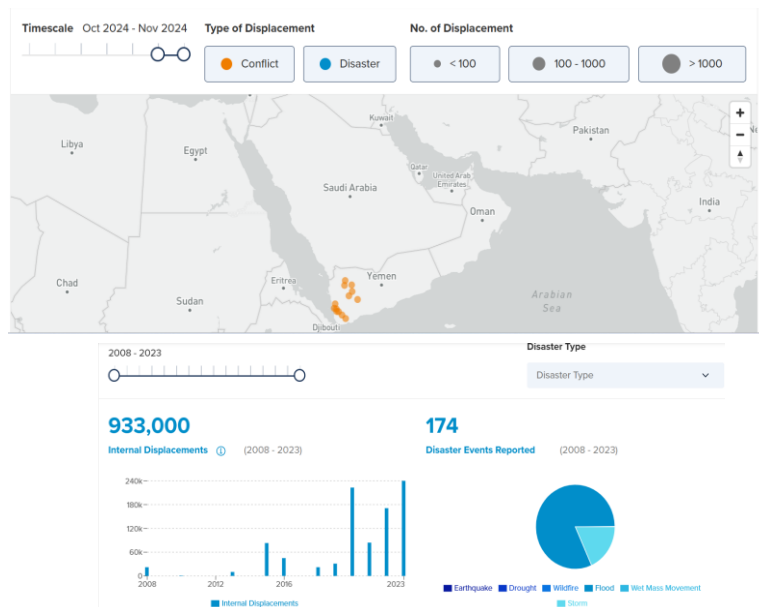 Timescale Oct 2024 - Nov 2024 Type of Displacement No. of Displacement
Conflict Disaster < 100 100 - 1000 > 1000
Kuwait
Libya
Egypt
Pakistan
Qatar
United Arab
Emirates
Saudi Arabia
India
Oman
Chad
Sudan
Eritrea
Yemen
Arabian
Sea
Djibouti
2008 - 2023
Disaster Type
Disaster Type
933,000 174
Internal Displacements (2008 - 2023) Disaster Events Reported (2008 - 2023)
240k
180k
120k
60k
0
2008 2012 2016 2023
Internal Displacements
Earthquake Drought Wildfire Flood Wet Mass Movement
Storm